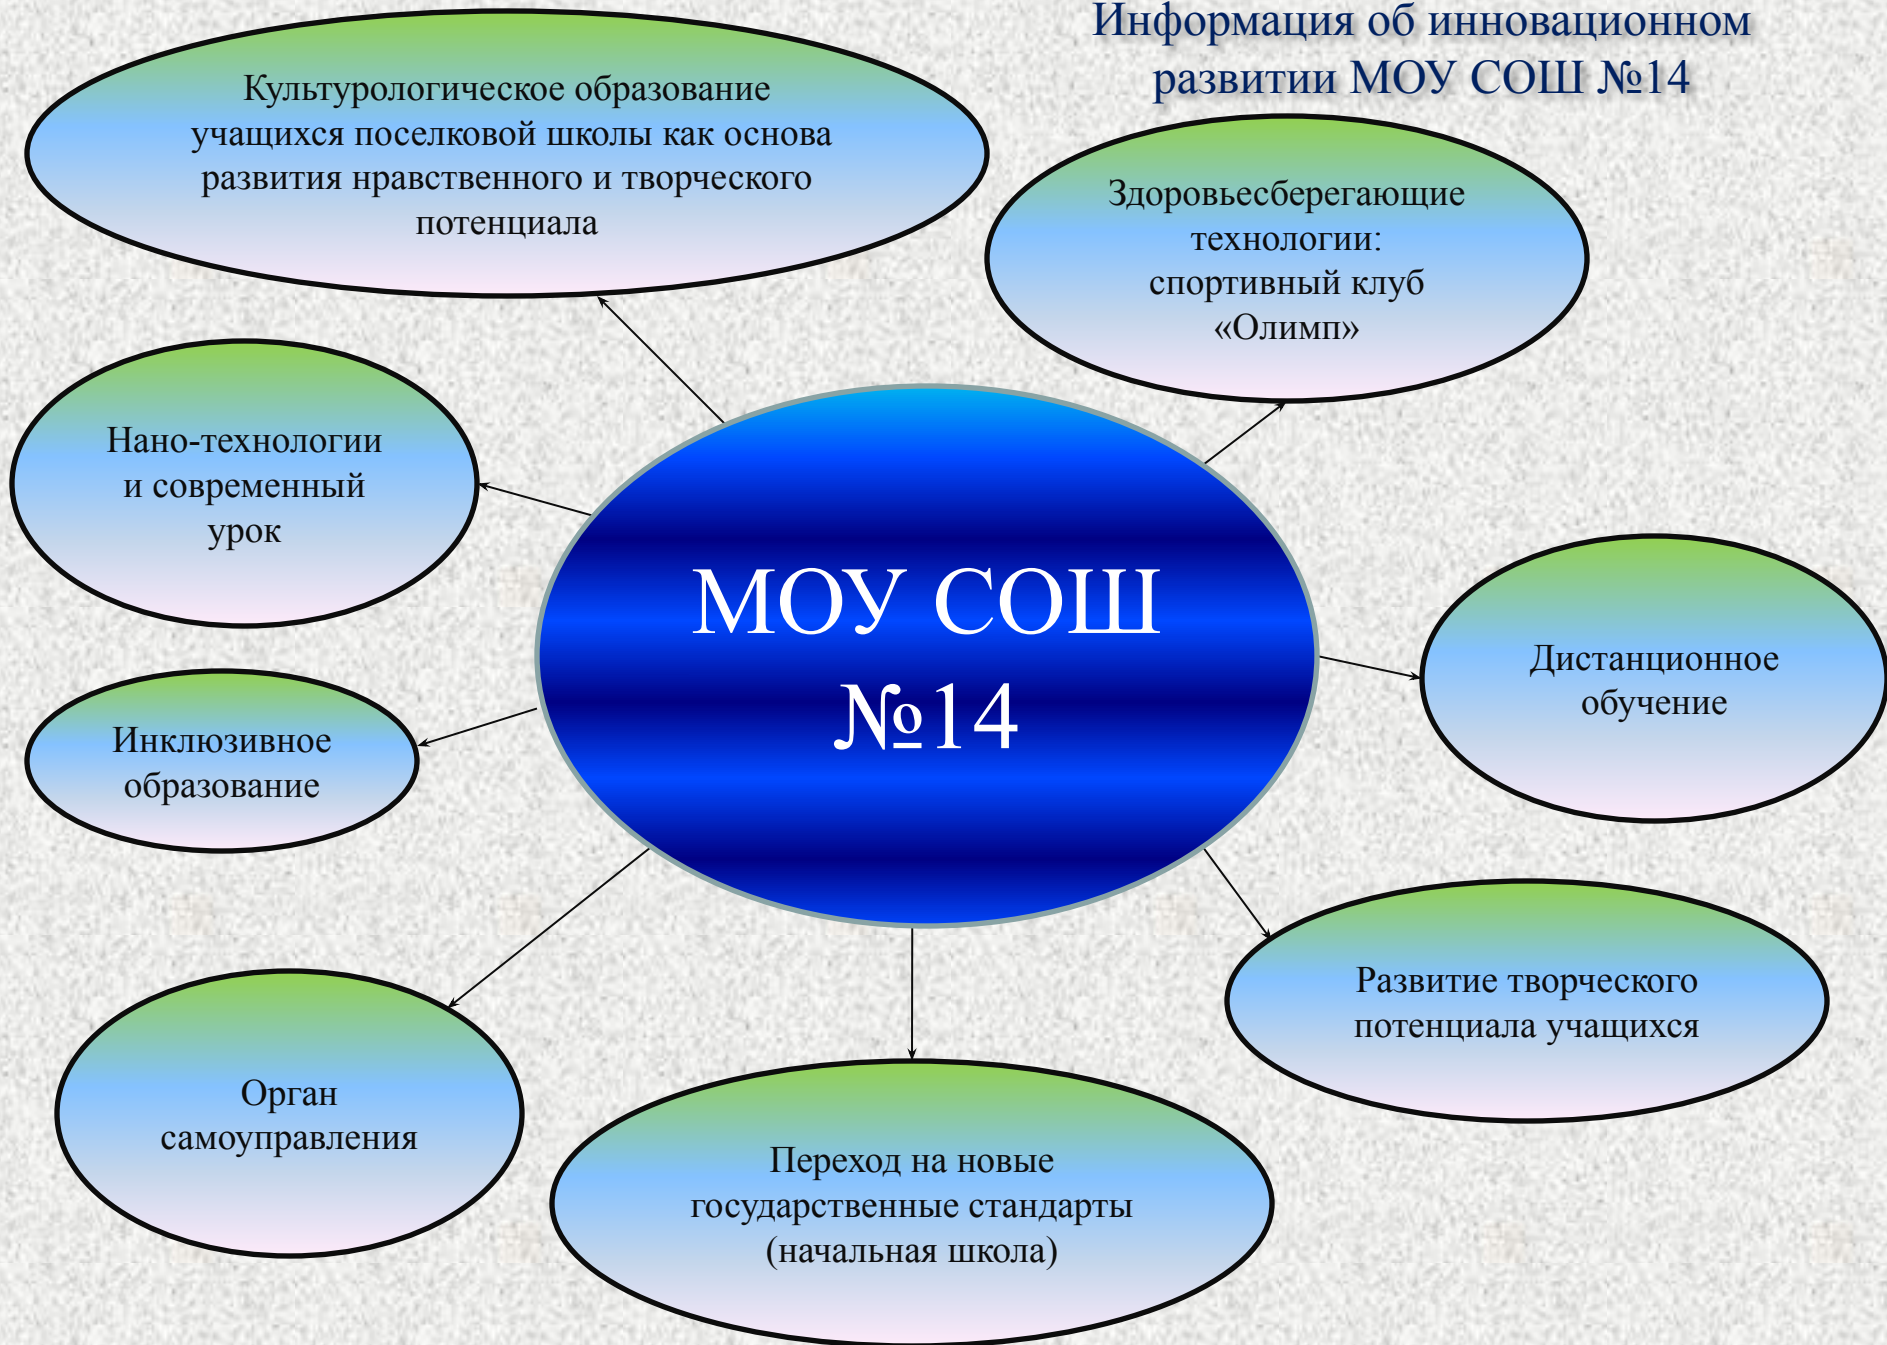 Информация об инновационном
развитии МОУ СОШ №14
Культурологическое образование
учащихся поселковой школы как основа
развития нравственного и творческого
потенциала
Здоровьесберегающие
технологии:
спортивный клуб
«Олимп»
Нано-технологии
и современный
урок
МОУ СОШ
№14
Дистанционное
обучение
Инклюзивное
образование
Развитие творческого
потенциала учащихся
Орган
самоуправления
Переход на новые
государственные стандарты
(начальная школа)